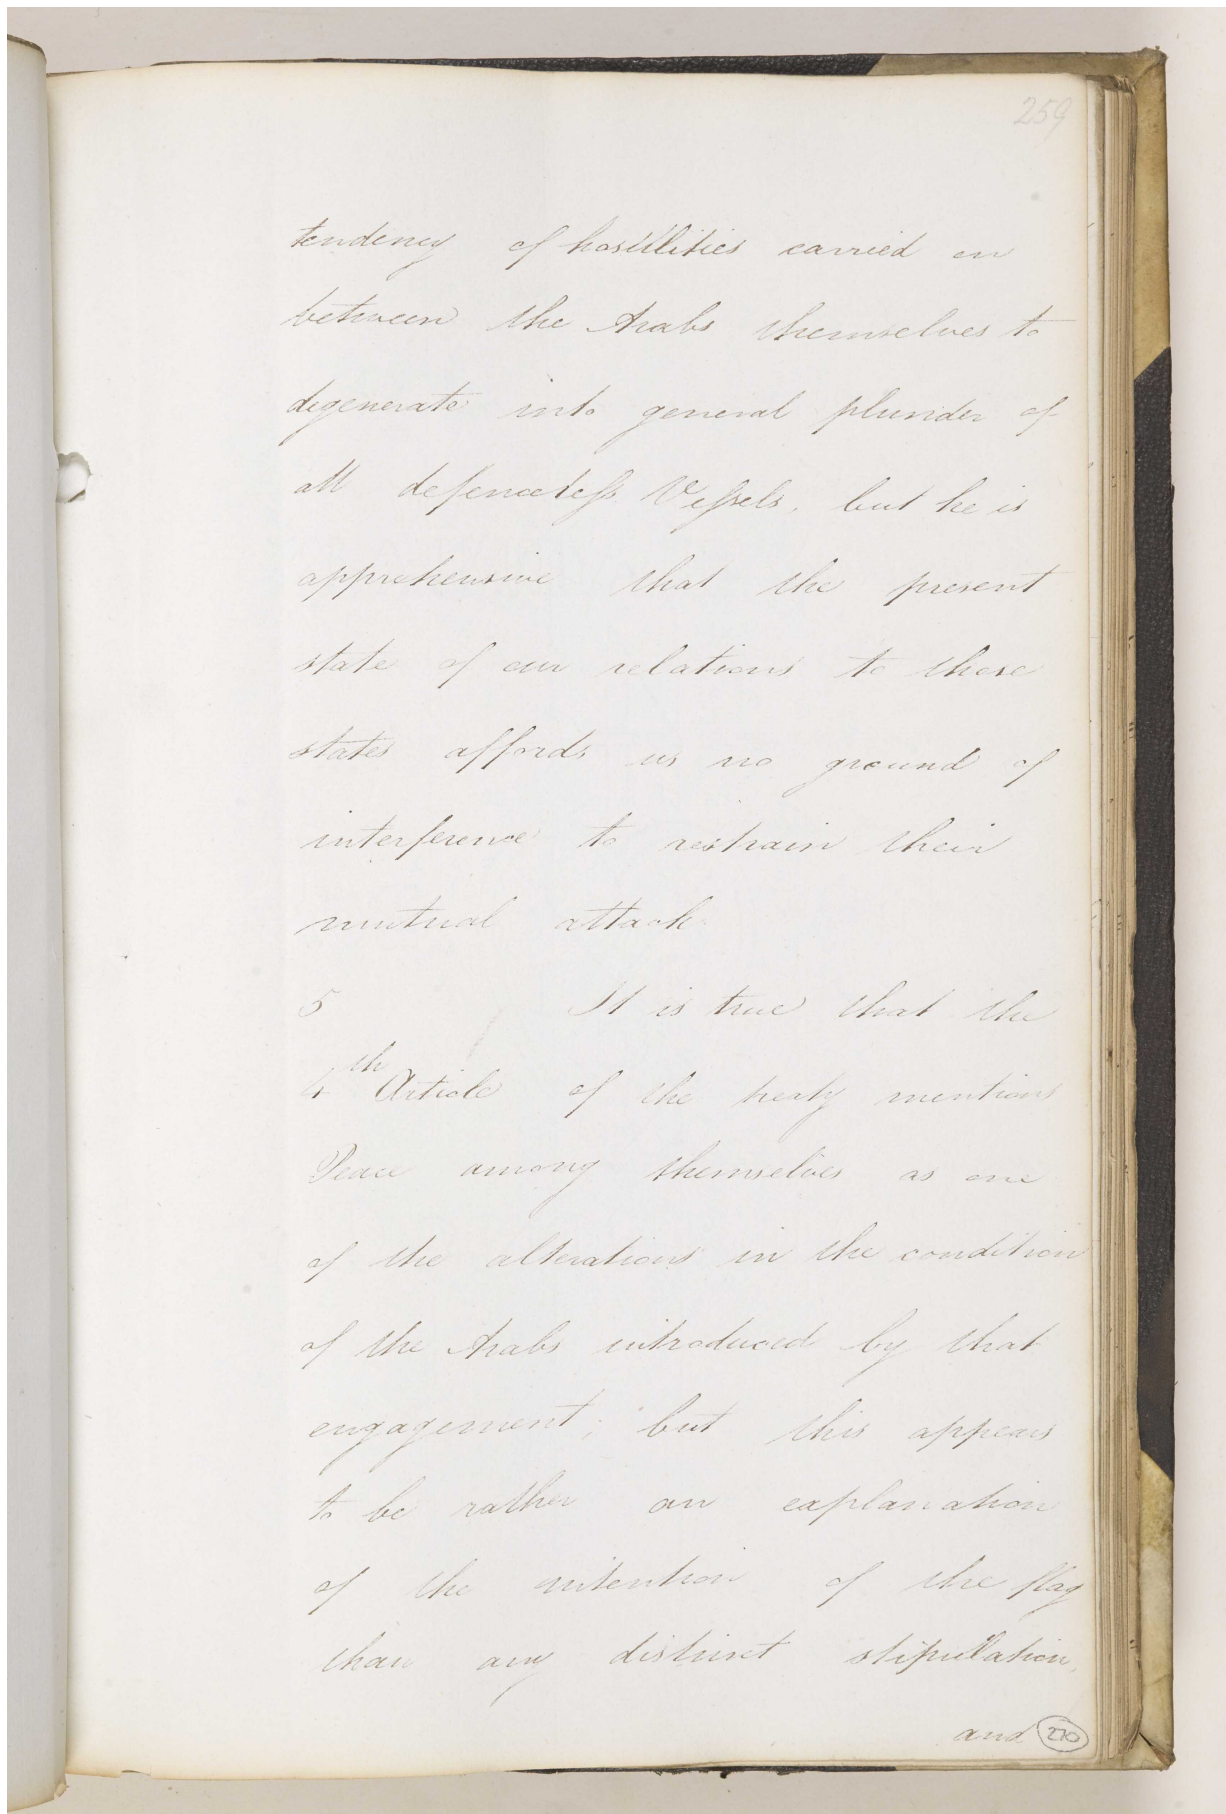 259
tendency of hostilities carried on
between the Arabs themselves to
degenerate into general plunder of
all defenceless Vessels, but he is
apprehensive that the present
state of our relations to those
states affords us no ground of
interference to restrain their
mutual attack.
5 It is true that the
4th Article of the treaty mentions
Peace among themselves as one
of the alterations in the condition
of the Arabs introduced by that
engagement; but this appears
to be rather an explanation
of the intention of the flag
than any distinct stipulation,
and
270